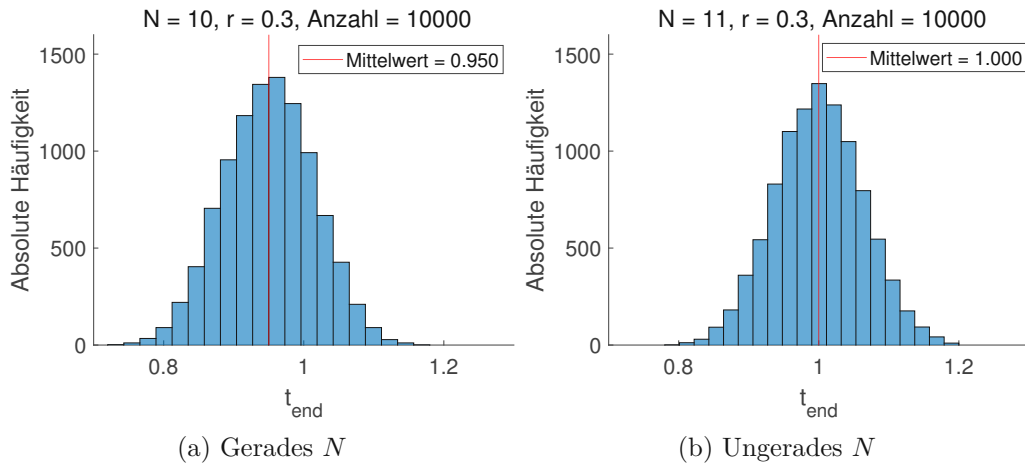 N = 10, r = 0.3, Anzahl = 10000
Mittelwert = 0.950
1500
1000
500
0
Absolute Häufigkeit
0.8
1
1.2
t_end
(a) Gerades N
N = 11, r = 0.3, Anzahl = 10000
Mittelwert = 1.000
1500
1000
500
0
Absolute Häufigkeit
0.8
1
1.2
t_end
(b) Ungerades N